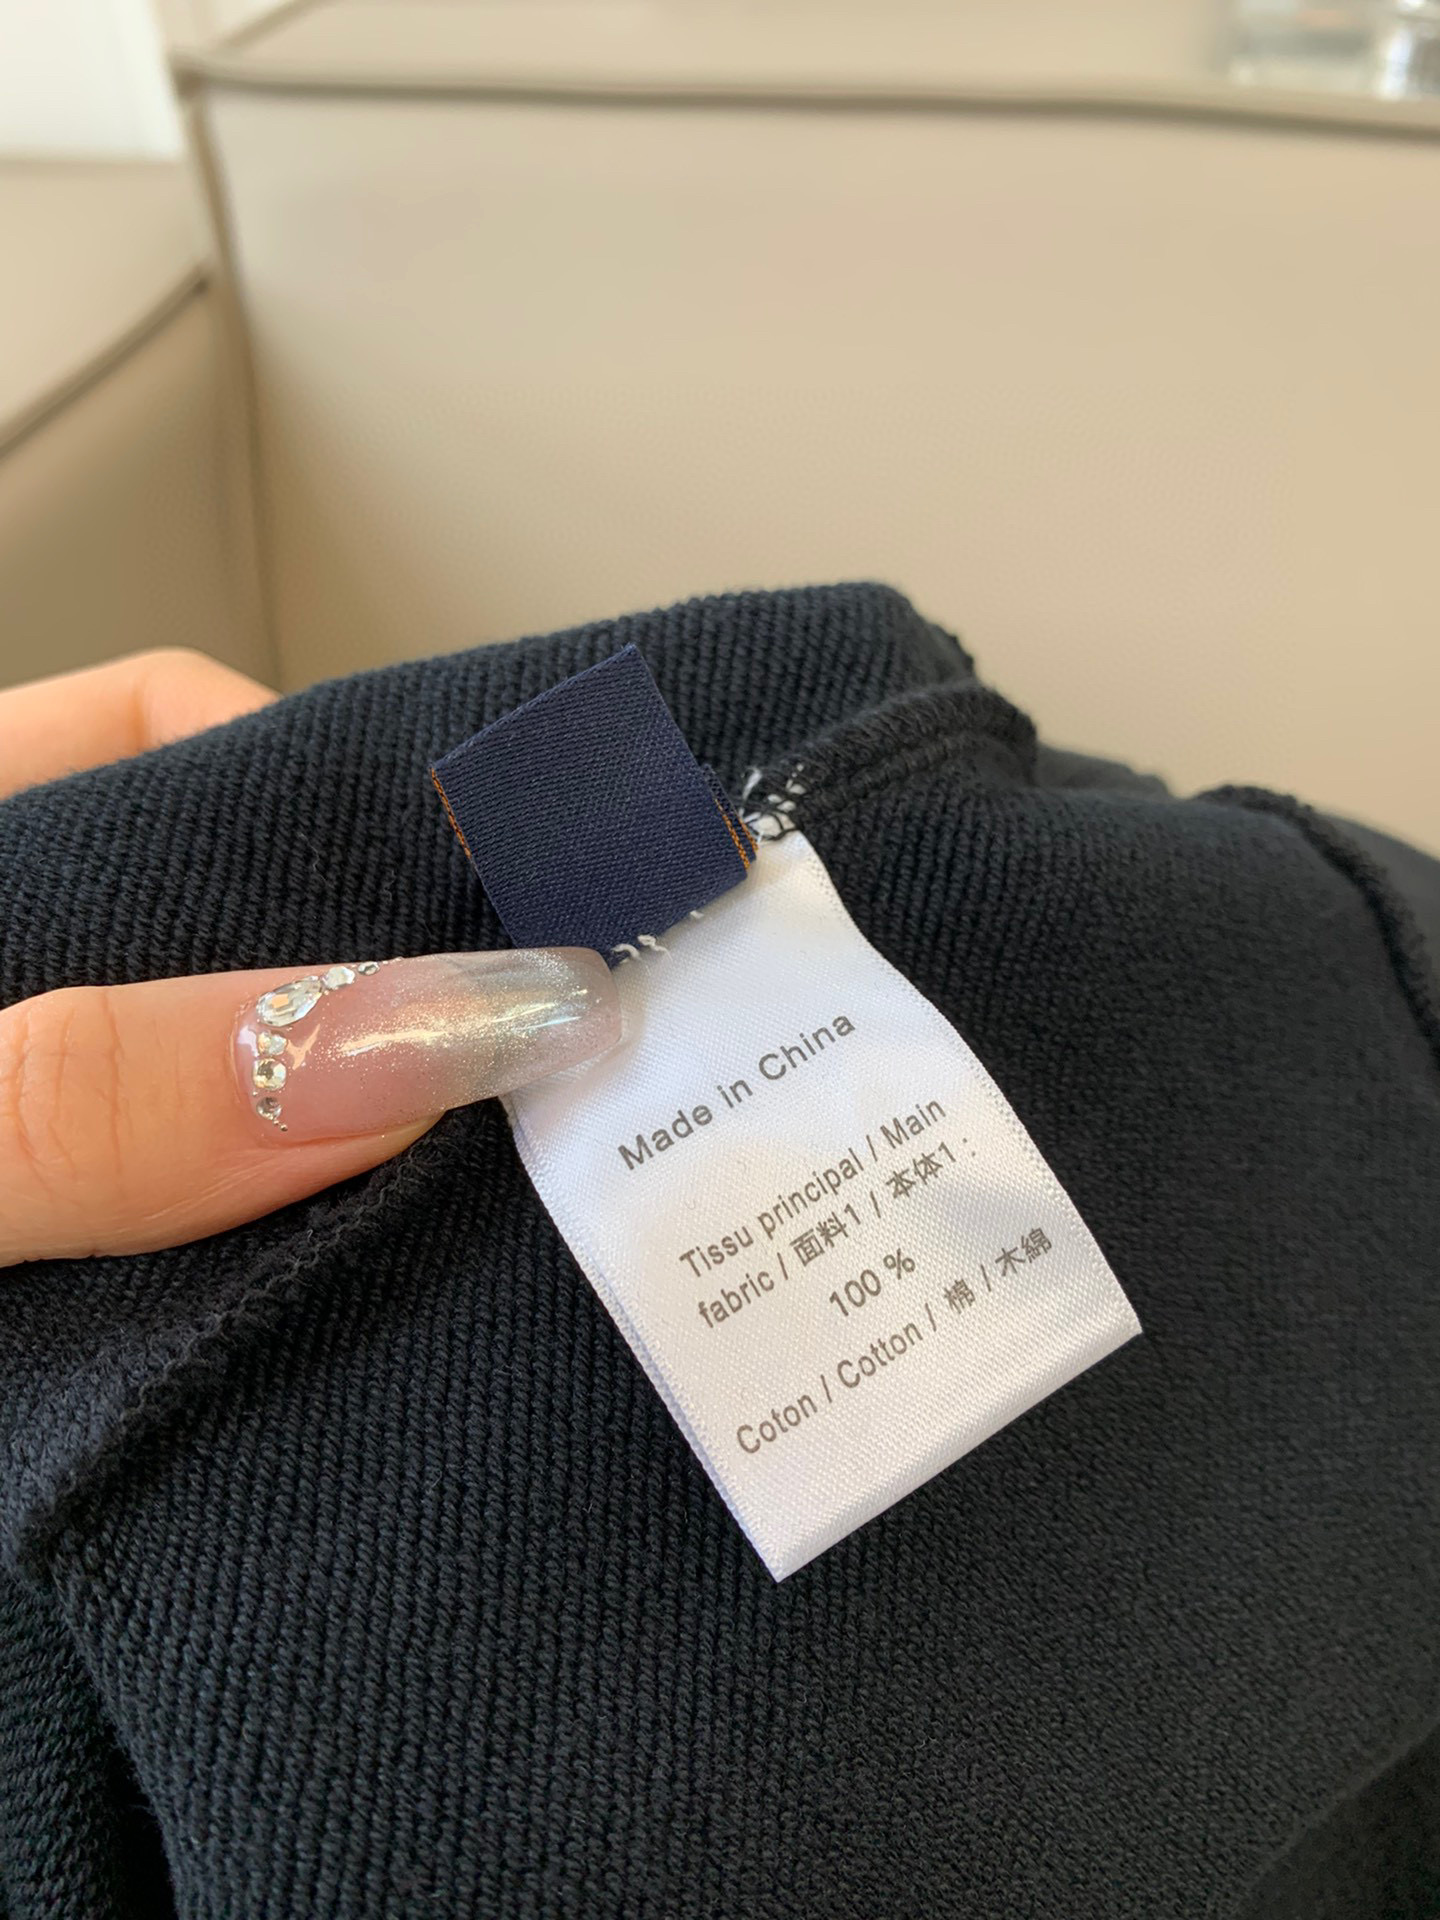 Made in China
Tissu principal / Main
fabric / 面料1 / 本体1 :
100 %
Coton / Cotton / 棉 / 木綿